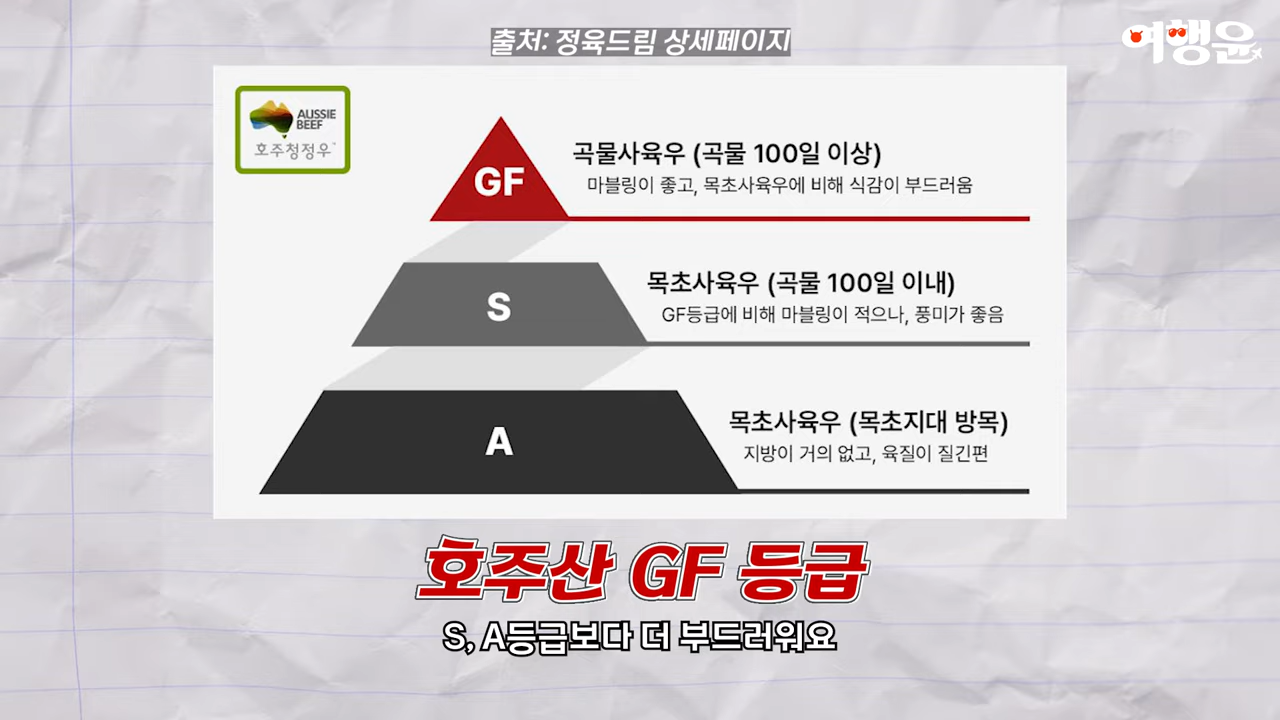 출처: 정육드림 상세페이지
여행윤
AUSSIE
BEEF
호주청정우
GF
곡물사육우 (곡물 100일 이상)
마블링이 좋고, 목초사육우에 비해 식감이 부드러움
S
목초사육우 (곡물 100일 이내)
GF등급에 비해 마블링이 적으나, 풍미가 좋음
A
목초사육우 (목초지대 방목)
지방이 거의 없고, 육질이 질긴편
호주산 GF 등급
S, A등급보다 더 부드러워요